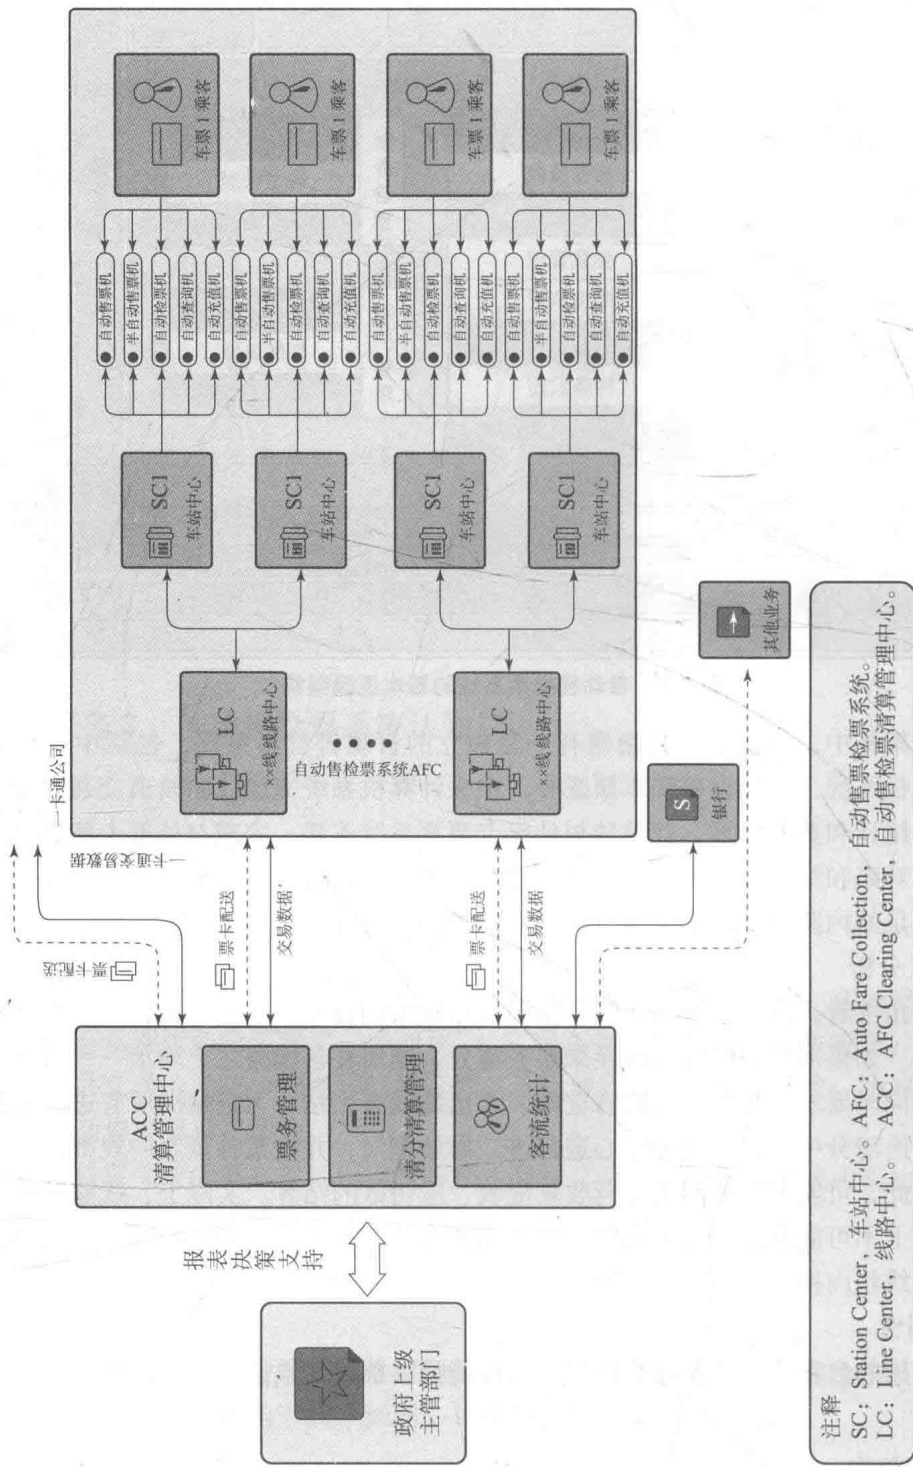 政府上级
主管部门
报表决策支持
ACC
清算管理中心
票务管理
清分清算管理
客流统计
票卡配送
一卡通交易数据
一卡通公司
票卡配送
交易数据
票卡配送
交易数据
银行
其他业务
LC
××线线路中心
自动售检票系统AFC
LC
××线线路中心
SC1
车站中心
SC1
车站中心
SC1
车站中心
SC1
车站中心
自动售票机
半自动售票机
自动检票机
自动查询机
自动充值机
自动售票机
半自动售票机
自动检票机
自动查询机
自动充值机
自动售票机
半自动售票机
自动检票机
自动查询机
自动充值机
自动售票机
半自动售票机
自动检票机
自动查询机
自动充值机
车票1乘客
车票1乘客
车票1乘客
车票1乘客
注释
SC：Station Center，车站中心。 AFC：Auto Fare Collection，自动售票检票系统。
LC：Line Center，线路中心。 ACC：AFC Clearing Center，自动售检票清算管理中心。